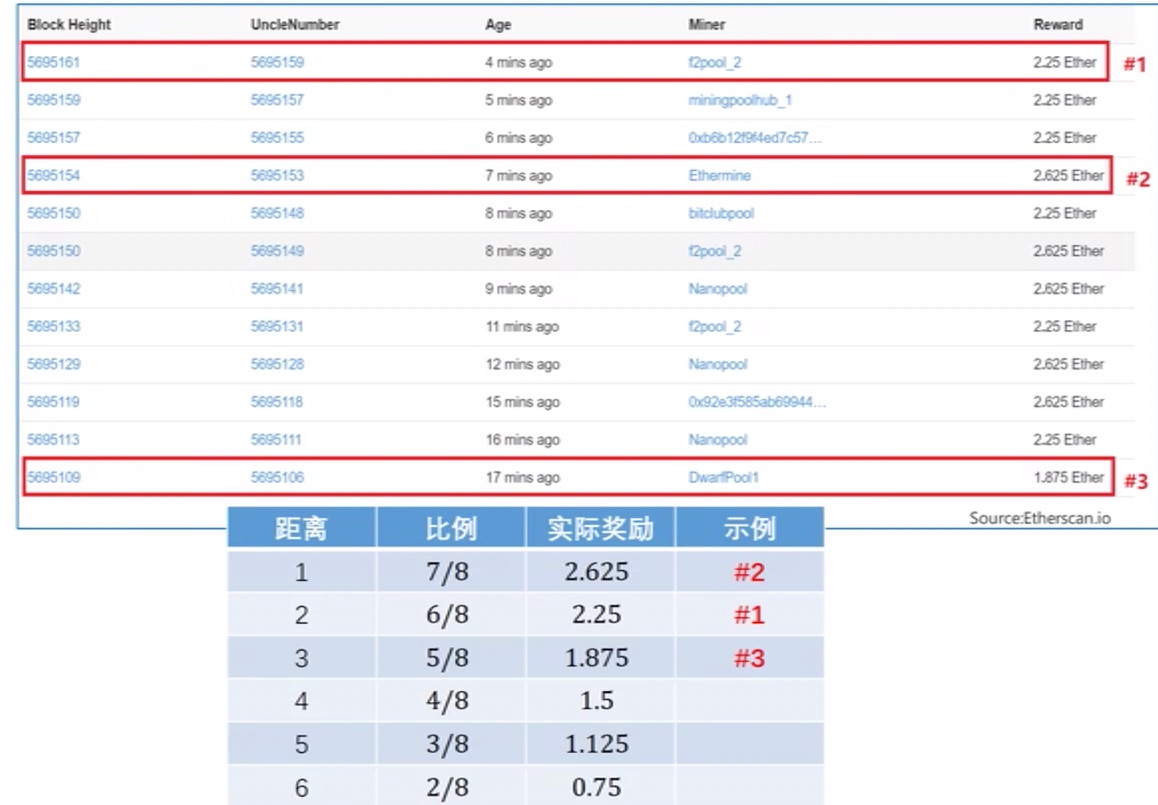 Block Height UncleNumber Age Miner Reward
5695161 5695159 4 mins ago f2pool_2 2.25 Ether #1
5695159 5695157 5 mins ago miningpoolhub_1 2.25 Ether
5695157 5695155 6 mins ago 0xb6b12f9f4ed7c57... 2.25 Ether
5695154 5695153 7 mins ago Ethermine 2.625 Ether #2
5695150 5695148 8 mins ago bitclubpool 2.25 Ether
5695150 5695149 8 mins ago f2pool_2 2.625 Ether
5695142 5695141 9 mins ago Nanopool 2.625 Ether
5695133 5695131 11 mins ago f2pool_2 2.25 Ether
5695129 5695128 12 mins ago Nanopool 2.625 Ether
5695119 5695118 15 mins ago 0x92e3f585ab69944... 2.625 Ether
5695113 5695111 16 mins ago Nanopool 2.25 Ether
5695109 5695106 17 mins ago DwarfPool1 1.875 Ether #3
Source:Etherscan.io
距离 比例 实际奖励 示例
1 7/8 2.625 #2
2 6/8 2.25 #1
3 5/8 1.875 #3
4 4/8 1.5
5 3/8 1.125
6 2/8 0.75